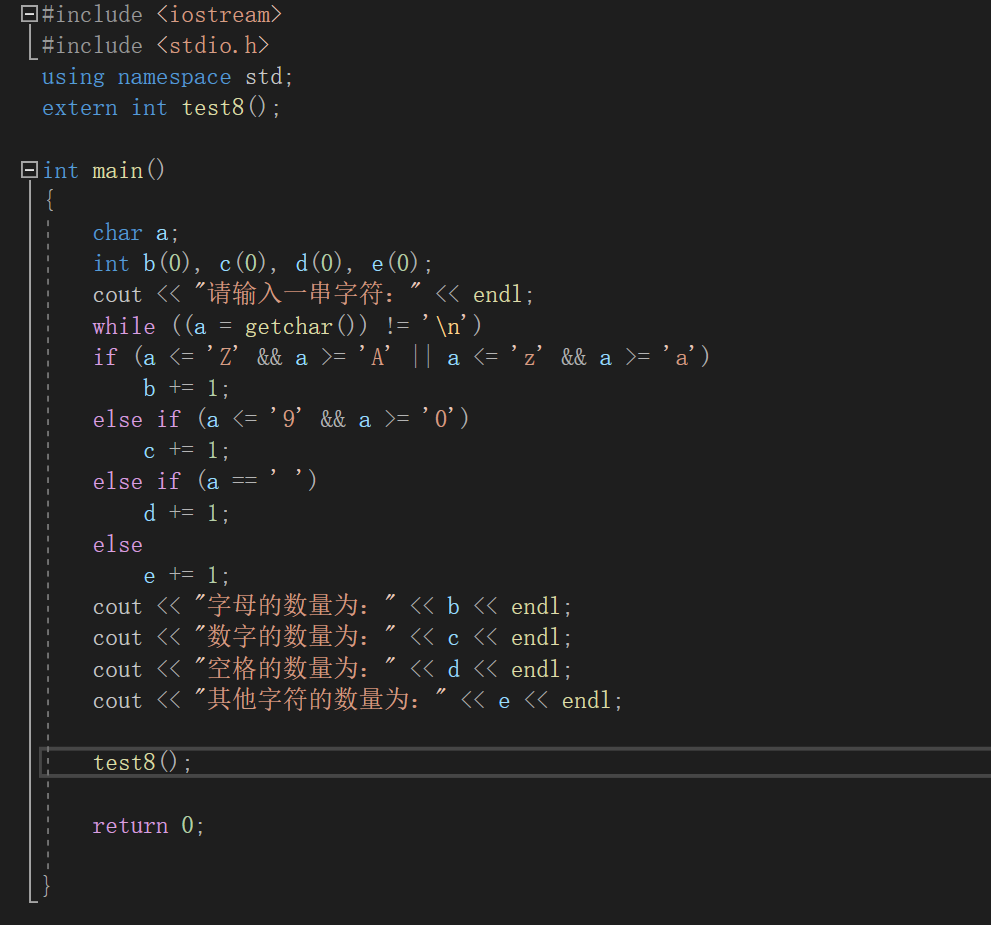 #include <iostream>
#include <stdio.h>
using namespace std;
extern int test8();
int main()
{
char a;
int b(0), c(0), d(0), e(0);
cout << "请输入一串字符：" << endl;
while ((a = getchar()) != '\n')
if (a <= 'Z' && a >= 'A' || a <= 'z' && a >= 'a')
b += 1;
else if (a <= '9' && a >= '0')
c += 1;
else if (a == ' ')
d += 1;
else
e += 1;
cout << "字母的数量为：" << b << endl;
cout << "数字的数量为：" << c << endl;
cout << "空格的数量为：" << d << endl;
cout << "其他字符的数量为：" << e << endl;
test8();
return 0;
}